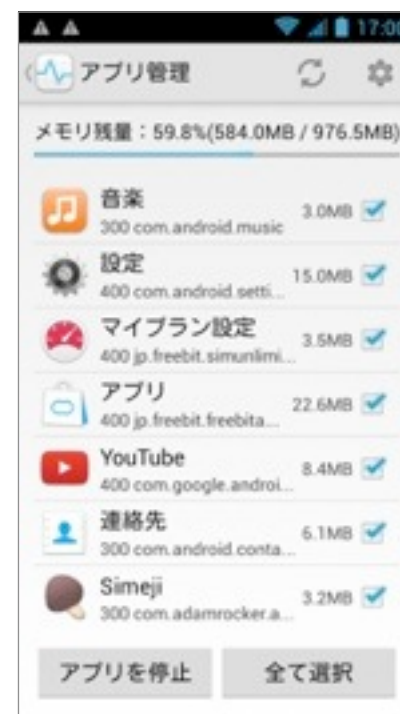 17:00
アプリ管理
メモリ残量：59.8%(584.0MB / 976.5MB)
音楽
3.0MB
300 com.android.music
設定
15.0MB
400 com.android.setti...
マイプラン設定
3.5MB
400 jp.freebit.simunlimi...
アプリ
22.6MB
400 jp.freebit.freebita...
YouTube
8.4MB
400 com.google.androi...
連絡先
6.1MB
300 com.android.conta...
Simeji
3.2MB
300 com.adamrocker.a...
アプリを停止 全て選択